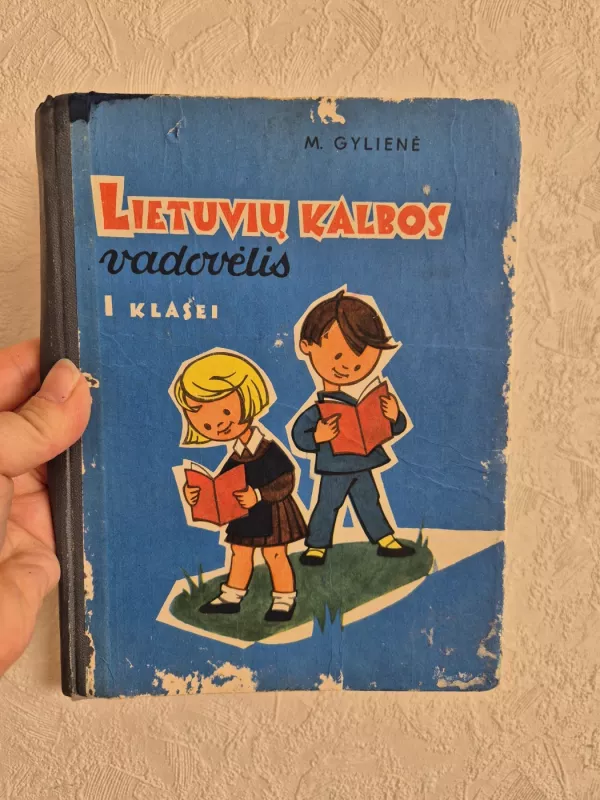 M. GYLIENĖ
LIETUVIŲ KALBOS
vadovėlis
I KLASEI